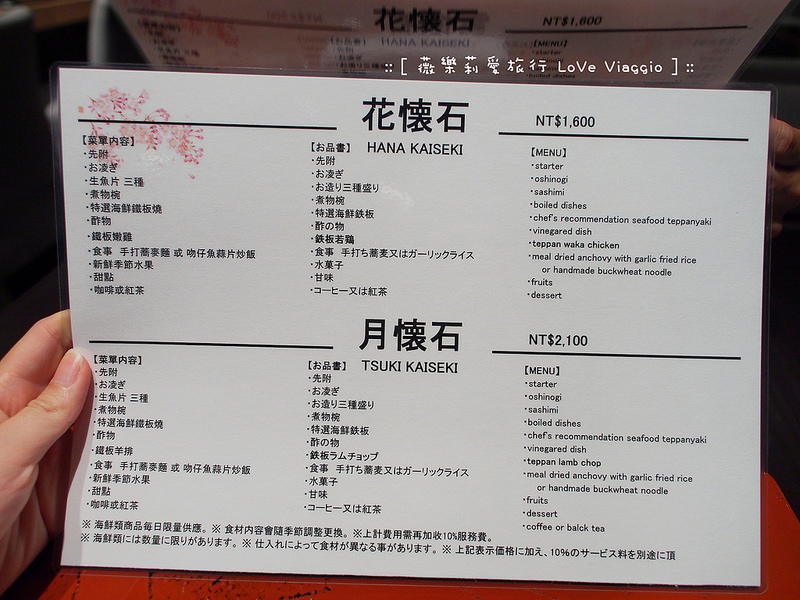 花懐石
NT$1,600
HANA KAISEKI
【MENU】
・starter
::[ 薇樂莉愛旅行 LoVe Viaggio ]::
花懐石
NT$1,600
HANA KAISEKI
【菜單内容】
・先附
・お凌ぎ
・生魚片 三種
・煮物椀
・特選海鮮鐵板燒
・酢物
・鐵板嫩雞
・食事 手打蕎麥麵 或 吻仔魚蒜片炒飯
・新鮮季節水果
・甜點
・咖啡或紅茶
【お品書】
・先附
・お凌ぎ
・お造り三種盛り
・煮物椀
・特選海鮮鉄板
・酢の物
・鉄板若鶏
・食事 手打ち蕎麦又はガーリックライス
・水菓子
・甘味
・コーヒー又は紅茶
【MENU】
・starter
・oshinogi
・sashimi
・boiled dishes
・chef's recommendation seafood teppanyaki
・vinegared dish
・teppan waka chicken
・meal dried anchovy with garlic fried rice
or handmade buckwheat noodle
・fruits
・dessert
月懐石
NT$2,100
TSUKI KAISEKI
【菜單内容】
・先附
・お凌ぎ
・生魚片 三種
・煮物椀
・特選海鮮鐵板燒
・酢物
・鐵板羊排
・食事 手打蕎麥麵 或 吻仔魚蒜片炒飯
・新鮮季節水果
・甜點
・咖啡或紅茶
【お品書】
・先附
・お凌ぎ
・お造り三種盛り
・煮物椀
・特選海鮮鉄板
・酢の物
・鉄板ラムチョップ
・食事 手打ち蕎麦又はガーリックライス
・水菓子
・甘味
・コーヒー又は紅茶
【MENU】
・starter
・oshinogi
・sashimi
・boiled dishes
・chef's recommendation seafood teppanyaki
・vinegared dish
・teppan lamb chop
・meal dried anchovy with garlic fried rice
or handmade buckwheat noodle
・fruits
・dessert
・coffee or balck tea
※ 海鮮類商品每日限量供應。※ 食材内容會隨季節調整更換。※上計費用需再加收10%服務費。
※ 海鮮類には数量に限りがあります。※ 仕入れによって食材が異なる事があります。※ 上記表示価格に加え、10%のサービス料を別途に頂